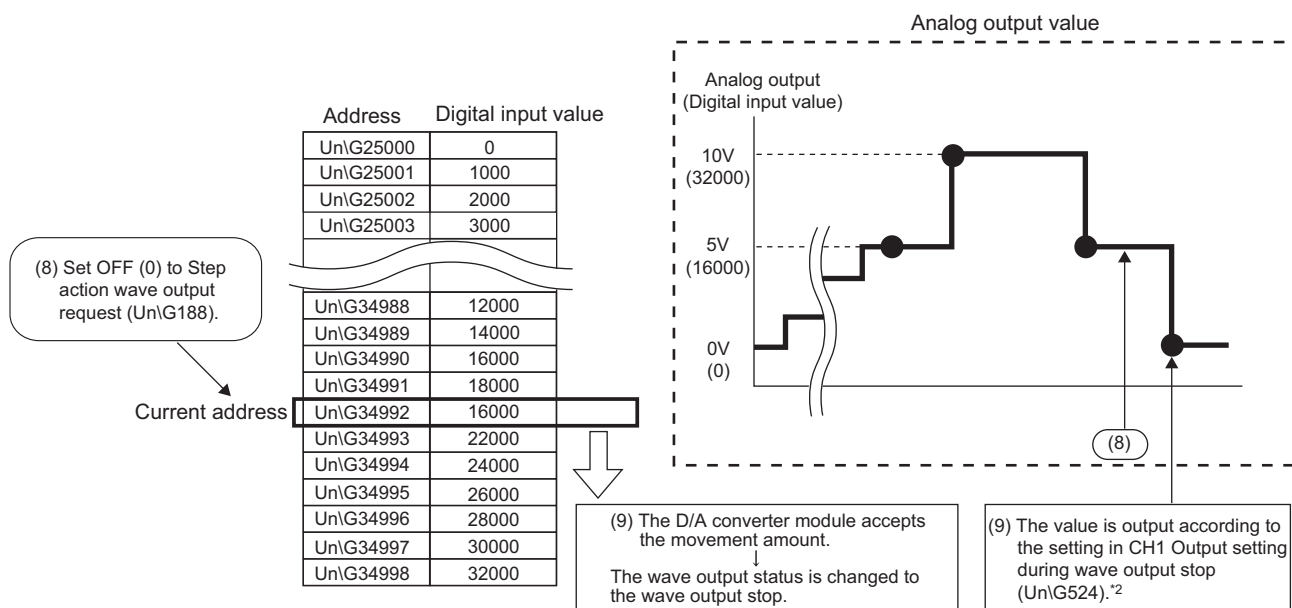 Analog output value
Analog output
(Digital input value)
10V
(32000)
5V
(16000)
0V
(0)
(8)
Address Digital input value
Un\G25000 0
Un\G25001 1000
Un\G25002 2000
Un\G25003 3000
Un\G34988 12000
Un\G34989 14000
Un\G34990 16000
Un\G34991 18000
Un\G34992 16000
Un\G34993 22000
Un\G34994 24000
Un\G34995 26000
Un\G34996 28000
Un\G34997 30000
Un\G34998 32000
(8) Set OFF (0) to Step
action wave output
request (Un\G188).
Current address
(9) The D/A converter module accepts
the movement amount.
↓
The wave output status is changed to
the wave output stop.
(9) The value is output according to
the setting in CH1 Output setting
during wave output stop
(Un\G524).*2